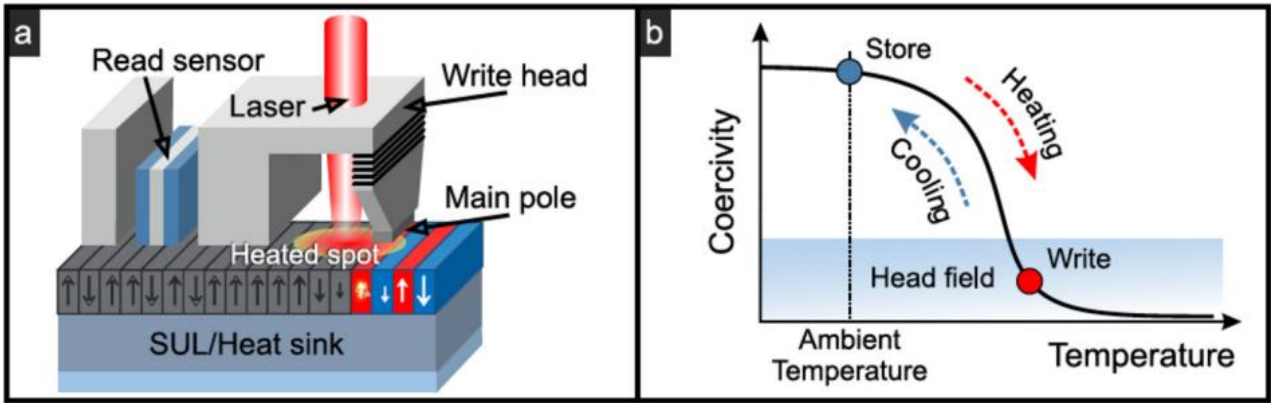 a
Read sensor
Laser
Write head
Main pole
Heated spot
SUL/Heat sink
b
Store
Heating
Cooling
Coercivity
Head field
Write
Ambient
Temperature
Temperature